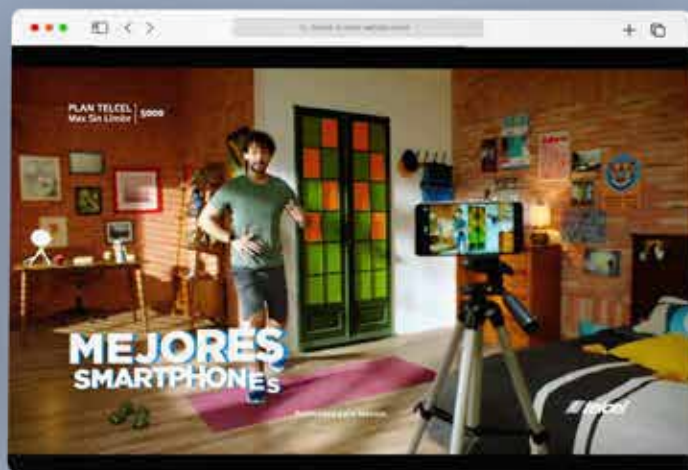 PLAN TELCEL
Max Sin Límite 5000
MEJORES
SMARTPHONES
telcel